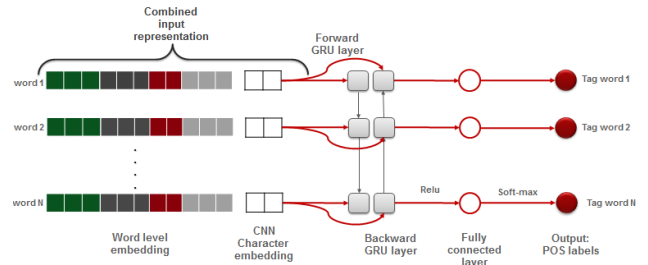 Combined
input
representation
Forward
GRU layer
word 1
Tag word 1
word 2
Tag word 2
word N
Relu
Soft-max
Tag word N
Word level
embedding
CNN
Character
embedding
Backward
GRU layer
Fully
connected
layer
Output:
POS labels